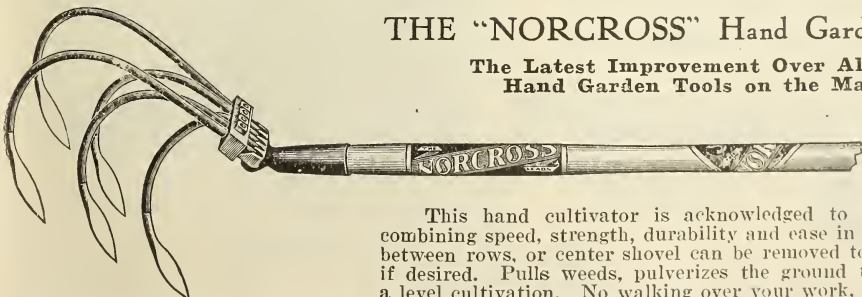 THE “NORCROSS” Hand Gard
The Latest Improvement Over Al
Hand Garden Tools on the Ma
NORCROSS
LEADS
This hand cultivator is acknowledged to
combining speed, strength, durability and ease in
between rows, or center shovel can be removed to
if desired. Pulls weeds, pulverizes the ground
a level cultivation. No walking over your work.